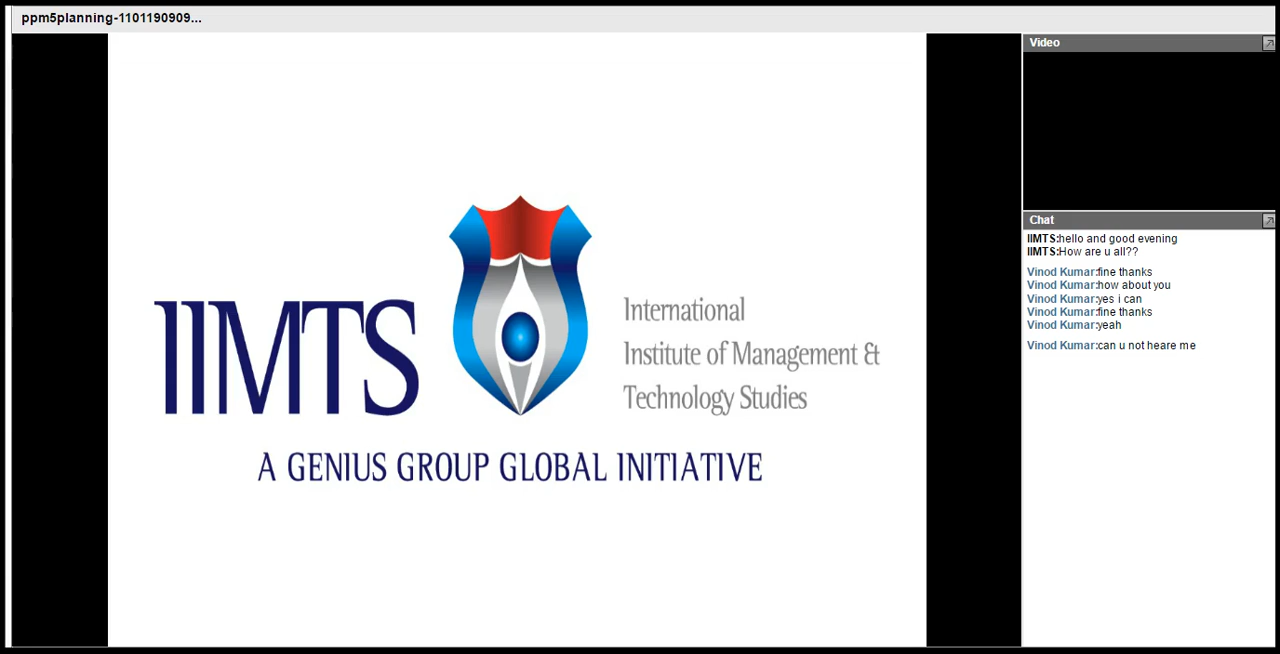 ppm5planning-1101190909...
IIMTS
International
Institute of Management &
Technology Studies
A GENIUS GROUP GLOBAL INITIATIVE
Video
Chat
IIMTS:hello and good evening
IIMTS:How are u all??
Vinod Kumar:fine thanks
Vinod Kumar:how about you
Vinod Kumar:yes i can
Vinod Kumar:fine thanks
Vinod Kumar:yeah
Vinod Kumar:can u not heare me